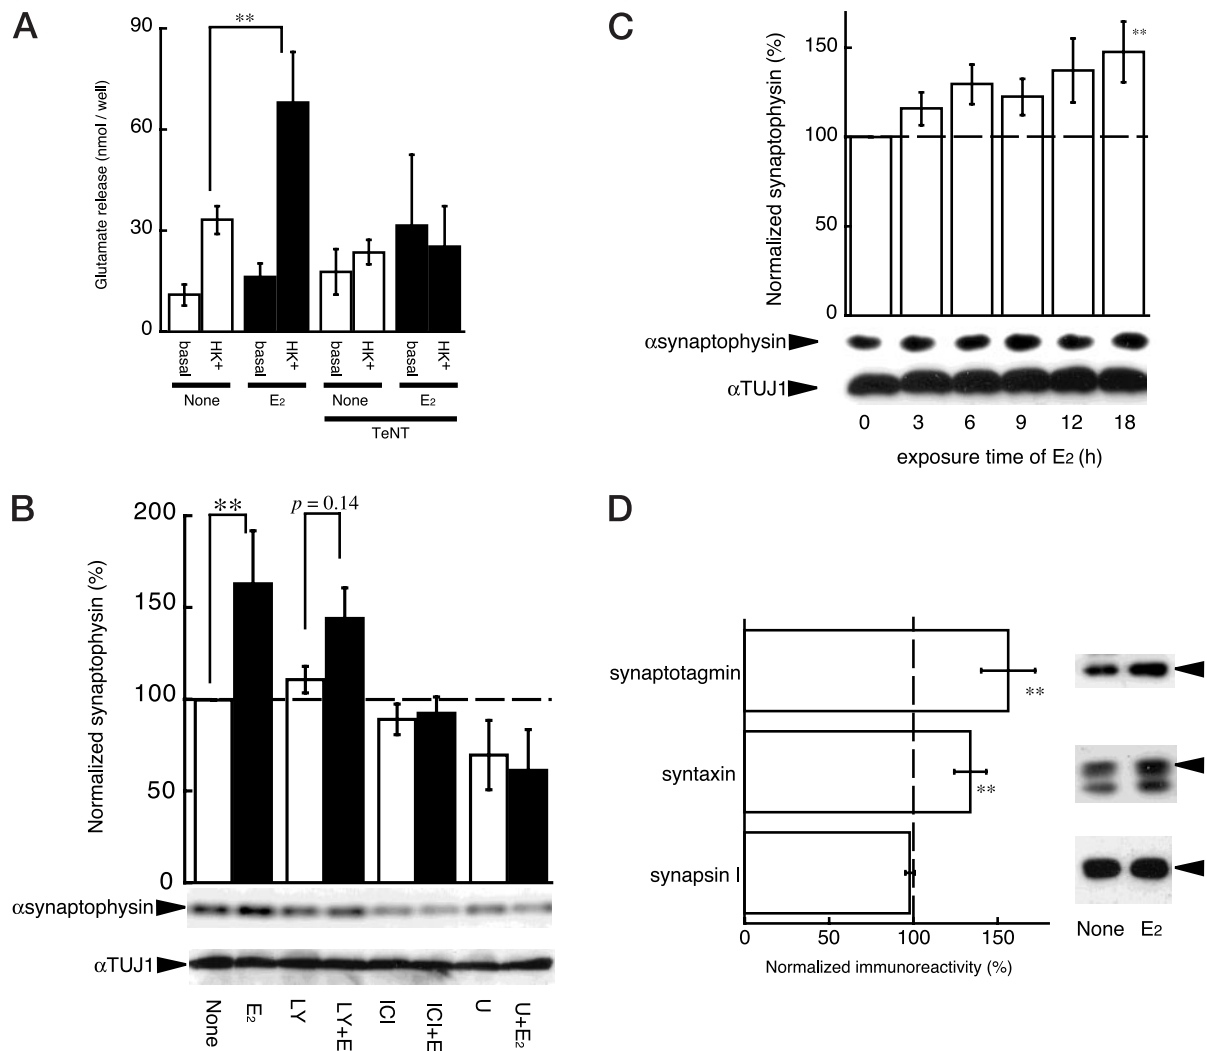 A
90
60
30
0
Glutamate release (nmol / well)
**
basal
HK+
basal
HK+
basal
HK+
basal
HK+
None
E2
None
E2
TeNT
B
200
150
100
50
0
Normalized synaptophysin (%)
**
p = 0.14
αsynaptophysin
αTUJ1
None
E2
LY
LY+E
ICI
ICI+E
U
U+E2
C
150
100
50
0
Normalized synaptophysin (%)
**
αsynaptophysin
αTUJ1
0 3 6 9 12 18
exposure time of E2 (h)
D
synaptotagmin
**
syntaxin
**
synapsin I
0 50 100 150
Normalized immunoreactivity (%)
None E2